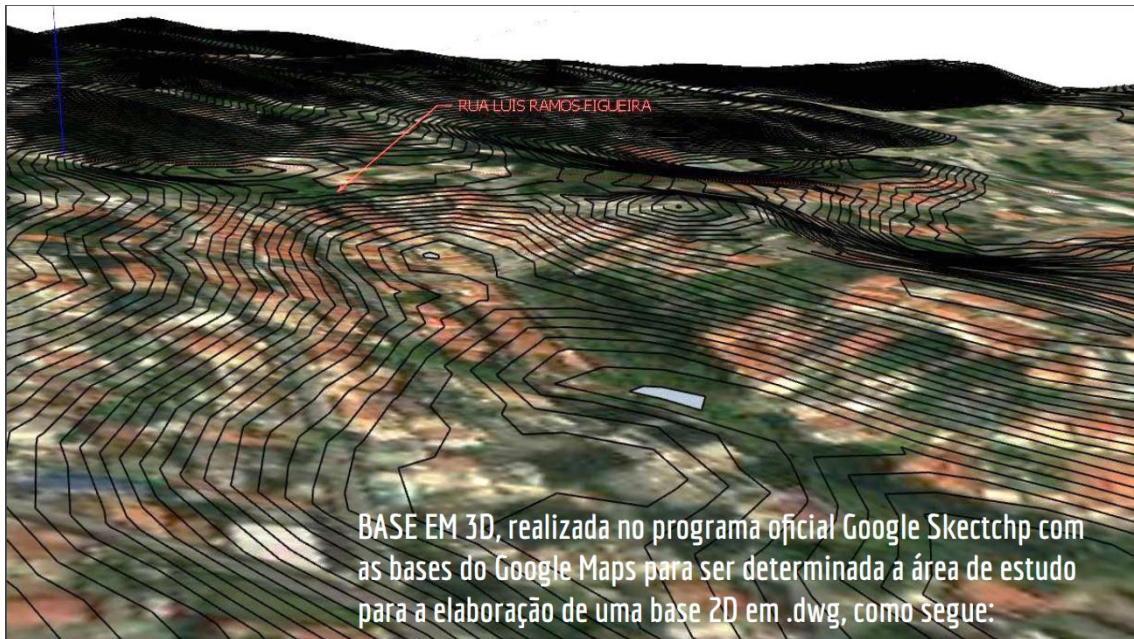 RUA LUIS RAMOS FIGUEIRA
BASE EM 3D, realizada no programa oficial Google Skectchp com
as bases do Google Maps para ser determinada a área de estudo
para a elaboração de uma base 2D em .dwg, como segue: